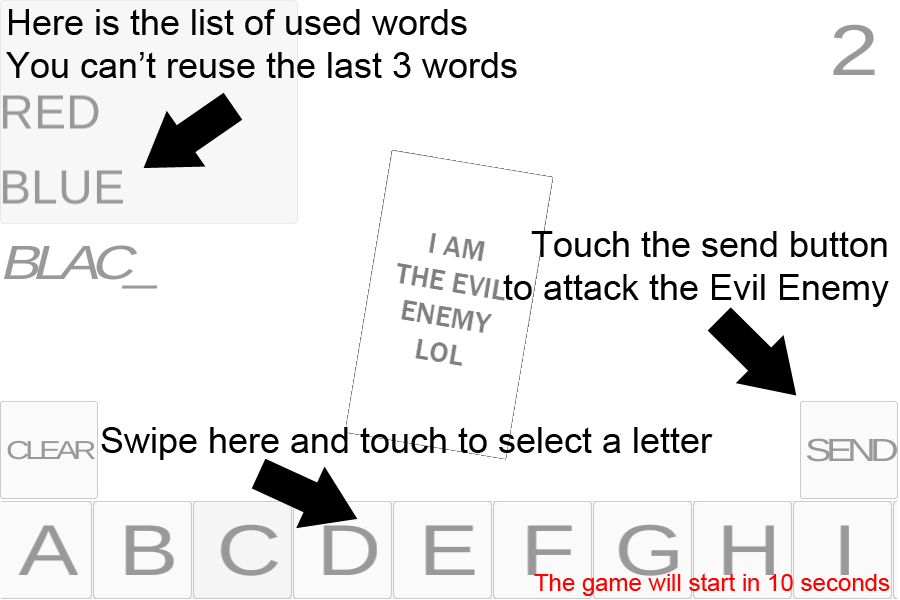 Here is the list of used words
You can't reuse the last 3 words
2
RED
BLUE
BLAC_
I AM
THE EVIL
ENEMY
LOL
Touch the send button
to attack the Evil Enemy
CLEAR
Swipe here and touch to select a letter
SEND
A B C D E F G H I
The game will start in 10 seconds